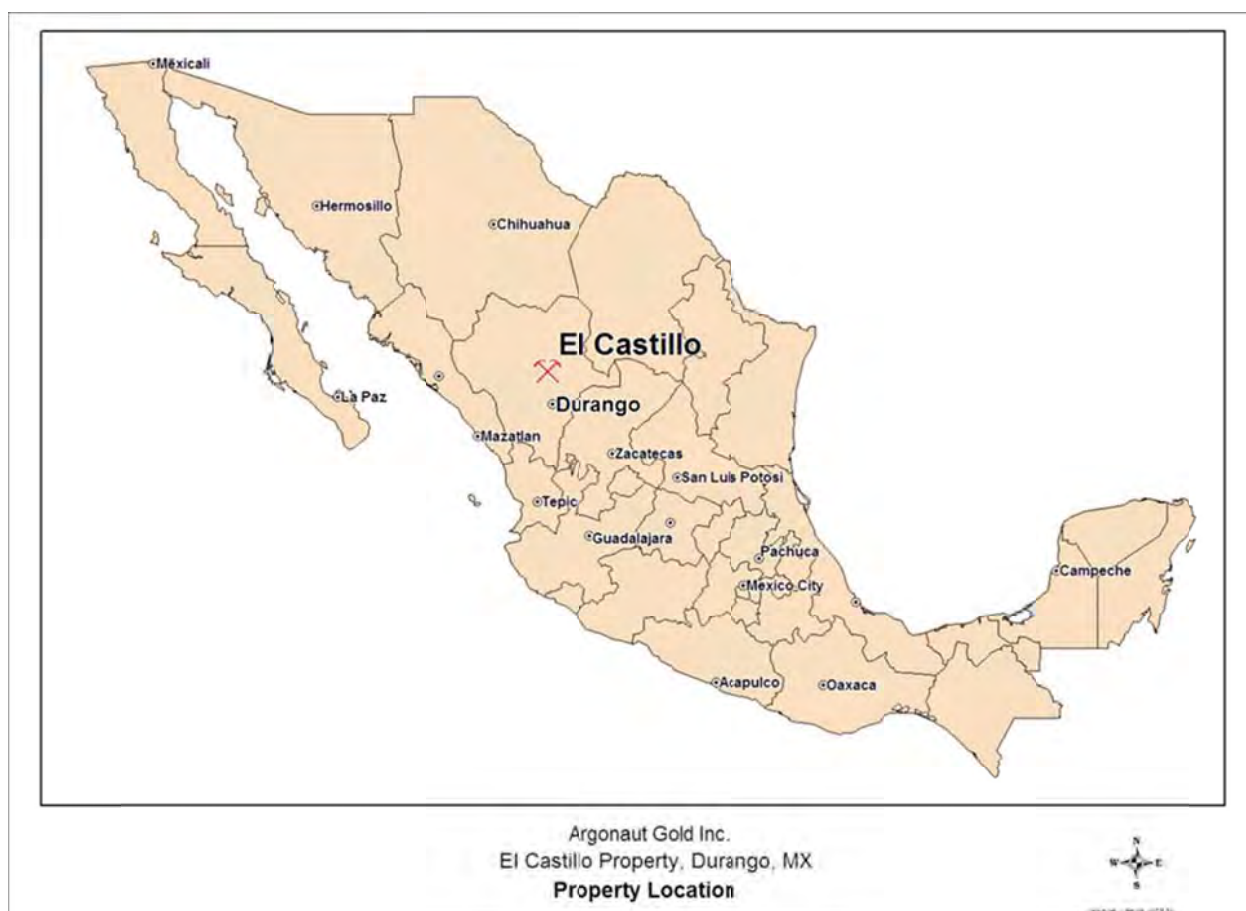 Mexicali
Hermosillo
Chihuahua
El Castillo
La Paz
Durango
Mazatlan
Zacatecas
San Luis Potosi
Tepic
Guadalajara
Pachuca
Campeche
Mexico City
Acapulco
Oaxaca
Argonaut Gold Inc.
El Castillo Property, Durango, MX
Property Location
N
W E
S